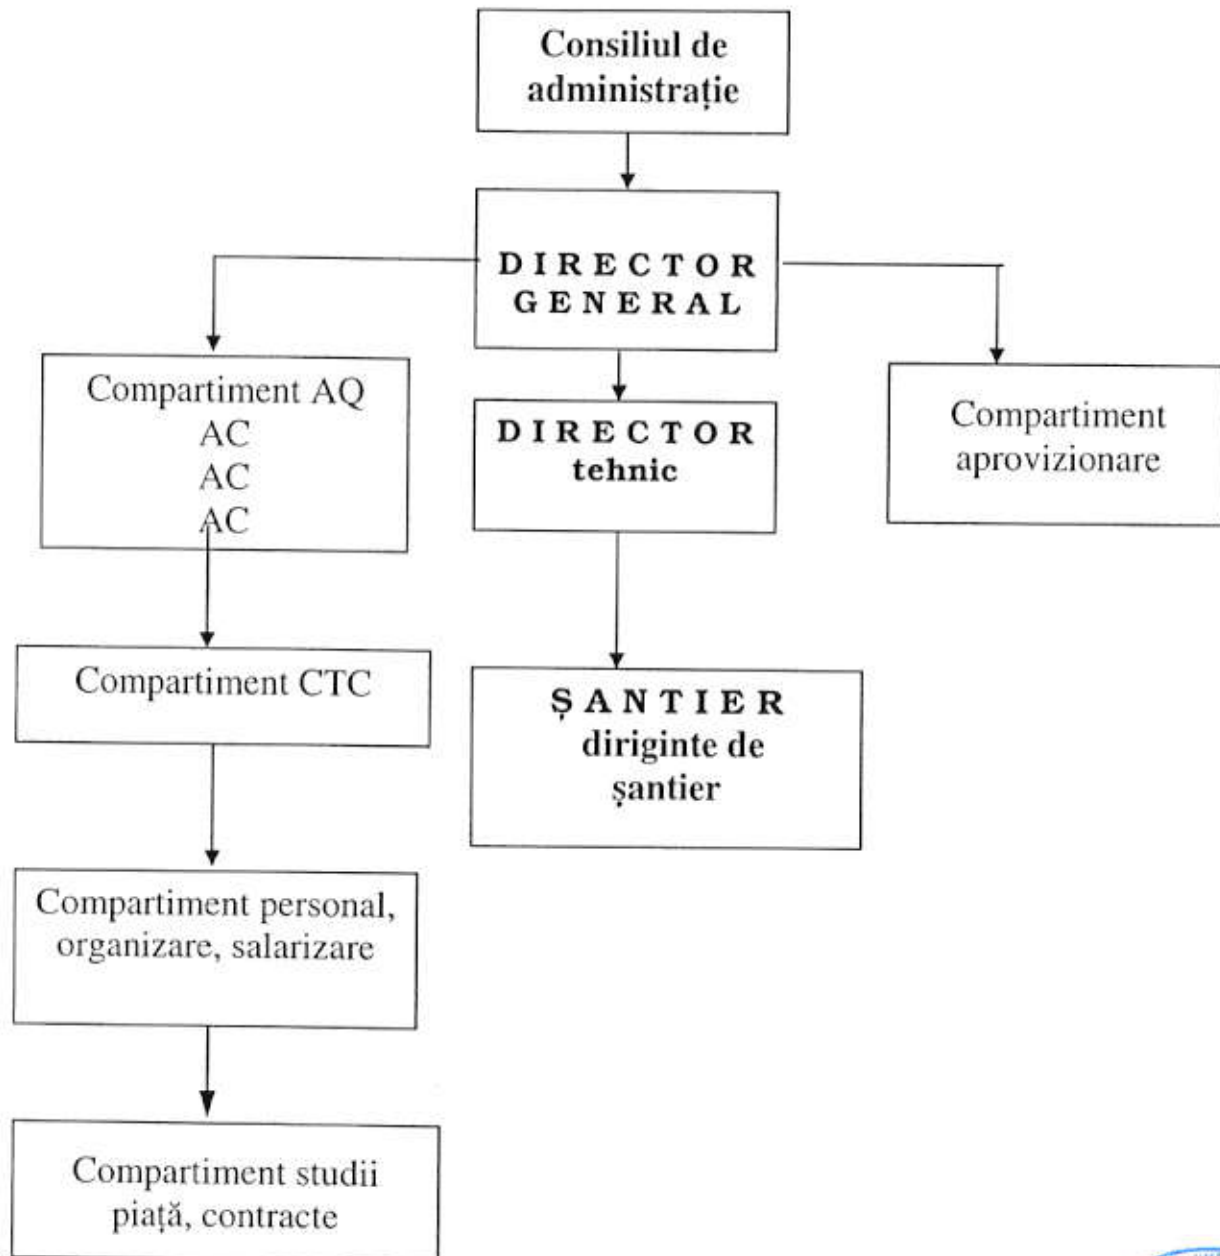 Consiliul de
administrație
DIRECTOR
GENERAL
Compartiment AQ
AC
AC
AC
DIRECTOR
tehnic
Compartiment
aprovizionare
Compartiment CTC
ȘANTIER
diriginte de
șantier
Compartiment personal,
organizare, salarizare
Compartiment studii
piață, contracte